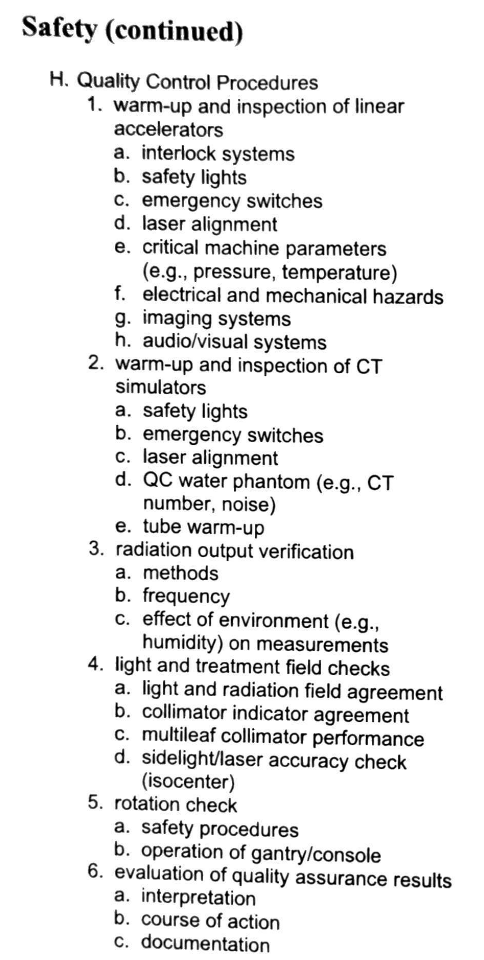 Safety (continued)
H. Quality Control Procedures
1. warm-up and inspection of linear
accelerators
a. interlock systems
b. safety lights
c. emergency switches
d. laser alignment
e. critical machine parameters
(e.g., pressure, temperature)
f. electrical and mechanical hazards
g. imaging systems
h. audio/visual systems
2. warm-up and inspection of CT
simulators
a. safety lights
b. emergency switches
c. laser alignment
d. QC water phantom (e.g., CT
number, noise)
e. tube warm-up
3. radiation output verification
a. methods
b. frequency
c. effect of environment (e.g.,
humidity) on measurements
4. light and treatment field checks
a. light and radiation field agreement
b. collimator indicator agreement
c. multileaf collimator performance
d. sidelight/laser accuracy check
(isocenter)
5. rotation check
a. safety procedures
b. operation of gantry/console
6. evaluation of quality assurance results
a. interpretation
b. course of action
c. documentation